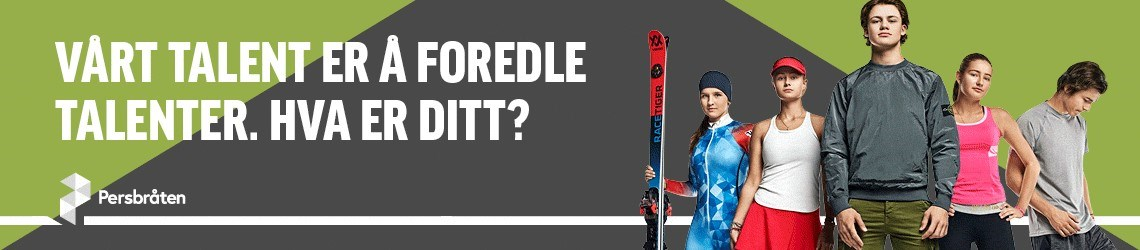 VÅRT TALENT ER Å FOREDLE
TALENTER. HVA ER DITT?
Persbråten
RACETIGER